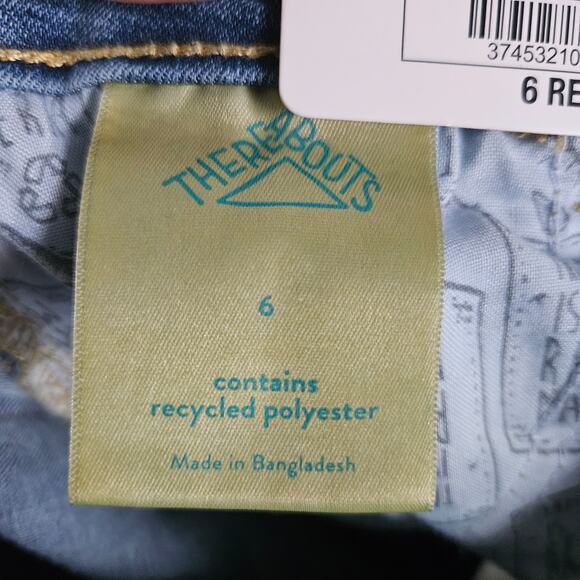 37453210
6 RE
THEREABOUTS
6
contains
recycled polyester
Made in Bangladesh